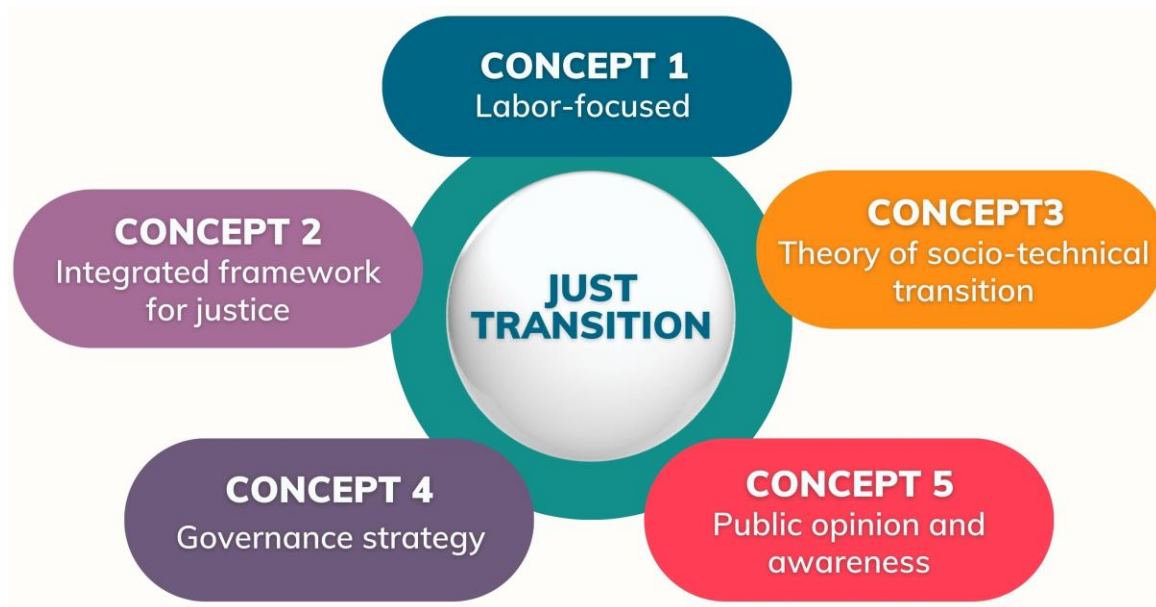 CONCEPT 1
Labor-focused
CONCEPT 2
Integrated framework
for justice
CONCEPT3
Theory of socio-technical
transition
JUST
TRANSITION
CONCEPT 4
Governance strategy
CONCEPT 5
Public opinion and
awareness